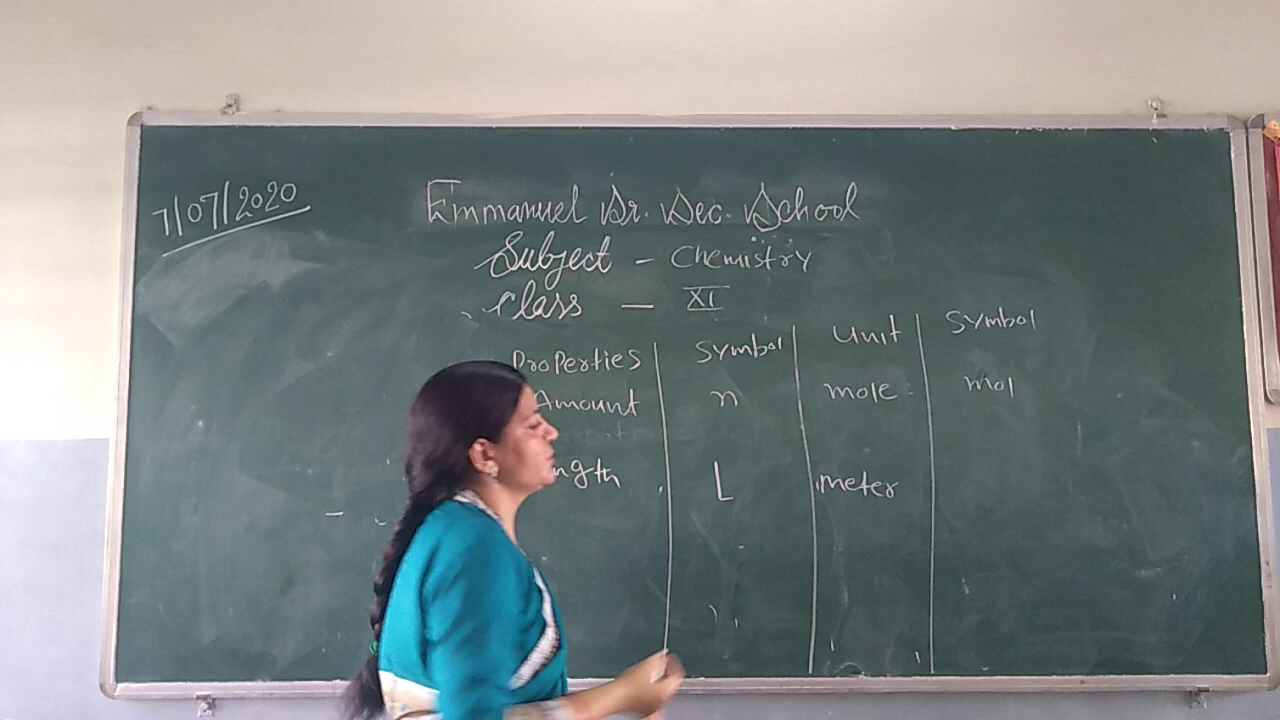 7/07/2020
Emmanuel Sr. Sec. School
Subject - Chemistry
Class - XI
Properties Symbol Unit Symbol
Amount n mole mol
L meter